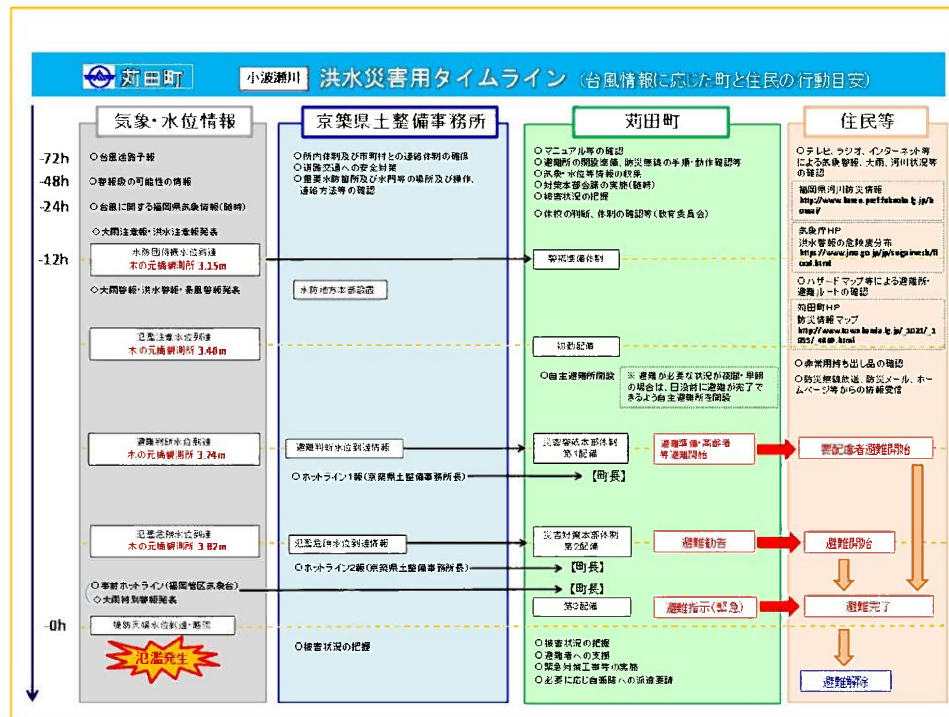 苅田町
小波瀬川
洪水災害用タイムライン (台風情報に応じた町と住民の行動目安)
気象・水位情報
京築県土整備事務所
苅田町
住民等
-72h
-48h
-24h
-12h
-0h
○台風進路予報
○警報級の可能性の情報
○台風に関する福岡県気象情報(随時)
○大雨注意報・洪水注意報発表
水防団待機水位到達
木の元橋観測所 3.15m
○大雨警報・洪水警報・暴風警報発表
氾濫注意水位到達
木の元橋観測所 3.40m
避難判断水位到達
木の元橋観測所 3.74m
氾濫危険水位到達
木の元橋観測所 3.82m
○事前ホットライン(福岡管区気象台)
○大雨特別警報発表
堤防天端水位到達・越流
氾濫発生
○所内体制及び市町村との連絡体制の確保
○道路交通への安全対策
○重要水防箇所及び水門等の場所及び操作、
連絡方法等の確認
水防地方本部設置
避難判断水位到達情報
○ホットライン1報(京築県土整備事務所長)
氾濫危険水位到達情報
○ホットライン2報(京築県土整備事務所長)
○被害状況の把握
○マニュアル等の確認
○避難所の開設準備、防災無線の手順・動作確認等
○気象・水位等情報の収集
○対策本部会議の実施(随時)
○被害状況の把握
○休校の判断、体制の確認等(教育委員会)
警戒準備体制
初動配備
○自主避難所開設
※ 避難が必要な状況が夜間・早朝
の場合は、日没前に避難が完了で
きるよう自主避難所を開設
災害警戒本部体制
第1配備
避難準備・高齢者
等避難開始
【町長】
災害対策本部体制
第2配備
避難勧告
【町長】
【町長】
第3配備
避難指示(緊急)
○被害状況の把握
○避難者への支援
○緊急対策工事等の実施
○必要に応じ自衛隊への派遣要請
○テレビ、ラジオ、インターネット等
による気象警報、大雨、河川状況等
の確認
福岡県河川防災情報
気象庁HP
洪水警報の危険度分布
○ハザードマップ等による避難所・
避難ルートの確認
苅田町HP
防災情報マップ
○非常用持ち出し品の確認
○防災無線放送、防災メール、ホー
ムページ等からの情報受信
要配慮者避難開始
避難開始
避難完了
避難解除